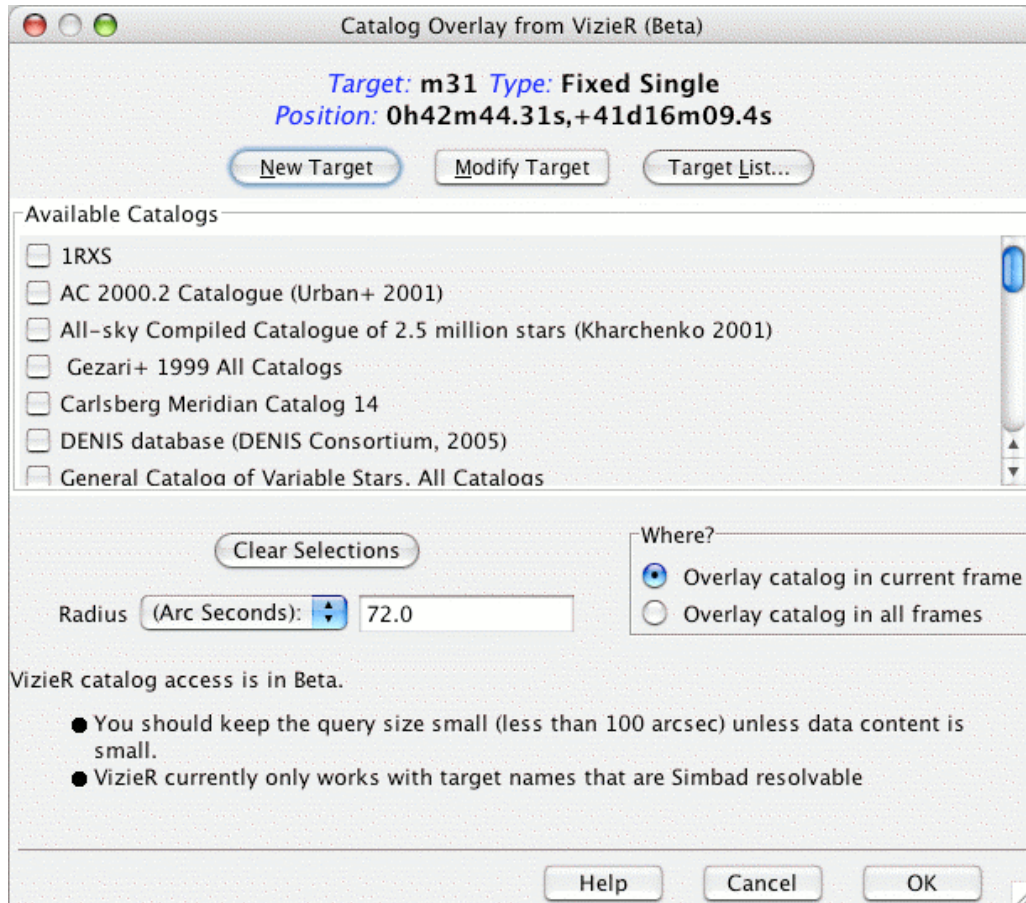 Catalog Overlay from VizieR (Beta)
Target: m31 Type: Fixed Single
Position: 0h42m44.31s,+41d16m09.4s
New Target
Modify Target
Target List...
Available Catalogs
1RXS
AC 2000.2 Catalogue (Urban+ 2001)
All-sky Compiled Catalogue of 2.5 million stars (Kharchenko 2001)
Gezari+ 1999 All Catalogs
Carlsberg Meridian Catalog 14
DENIS database (DENIS Consortium, 2005)
General Catalog of Variable Stars. All Catalogs
Clear Selections
Radius (Arc Seconds): 72.0
Where?
Overlay catalog in current frame
Overlay catalog in all frames
VizieR catalog access is in Beta.
You should keep the query size small (less than 100 arcsec) unless data content is
small.
VizieR currently only works with target names that are Simbad resolvable
Help
Cancel
OK